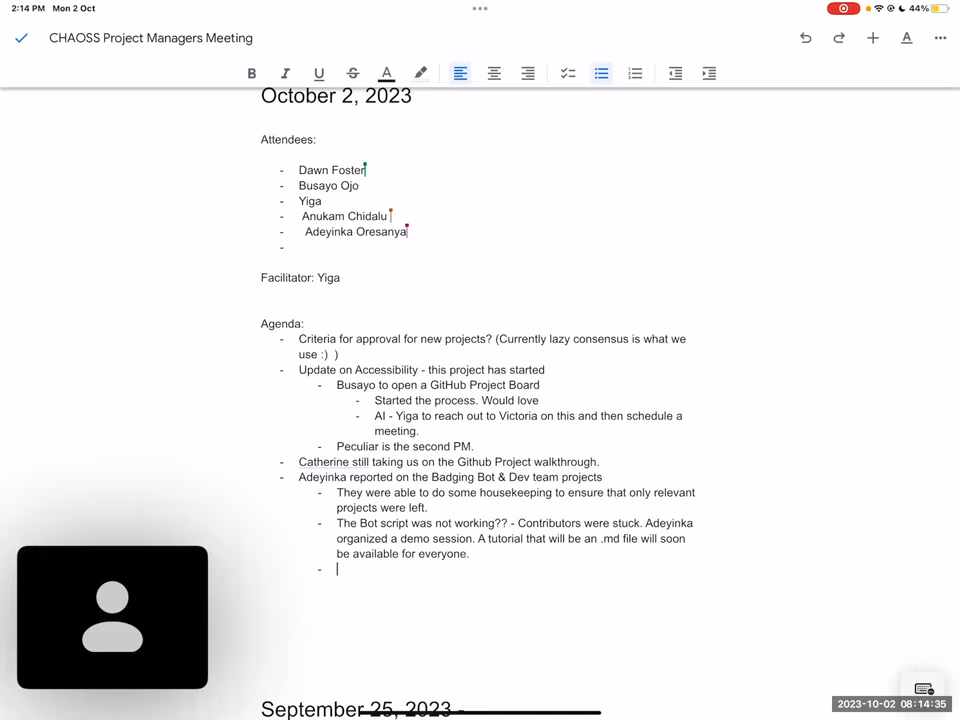 2:14 PM Mon 2 Oct
44%
CHAOSS Project Managers Meeting
October 2, 2023
Attendees:
- Dawn Foster
- Busayo Ojo
- Yiga
- Anukam Chidalu
- Adeyinka Oresanya
-
Facilitator: Yiga
Agenda:
- Criteria for approval for new projects? (Currently lazy consensus is what we
use :) )
- Update on Accessibility - this project has started
- Busayo to open a GitHub Project Board
- Started the process. Would love
- AI - Yiga to reach out to Victoria on this and then schedule a
meeting.
- Peculiar is the second PM.
- Catherine still taking us on the Github Project walkthrough.
- Adeyinka reported on the Badging Bot & Dev team projects
- They were able to do some housekeeping to ensure that only relevant
projects were left.
- The Bot script was not working?? - Contributors were stuck. Adeyinka
organized a demo session. A tutorial that will be an .md file will soon
be available for everyone.
-
September 25, 2023 -
2023-10-02 08:14:35